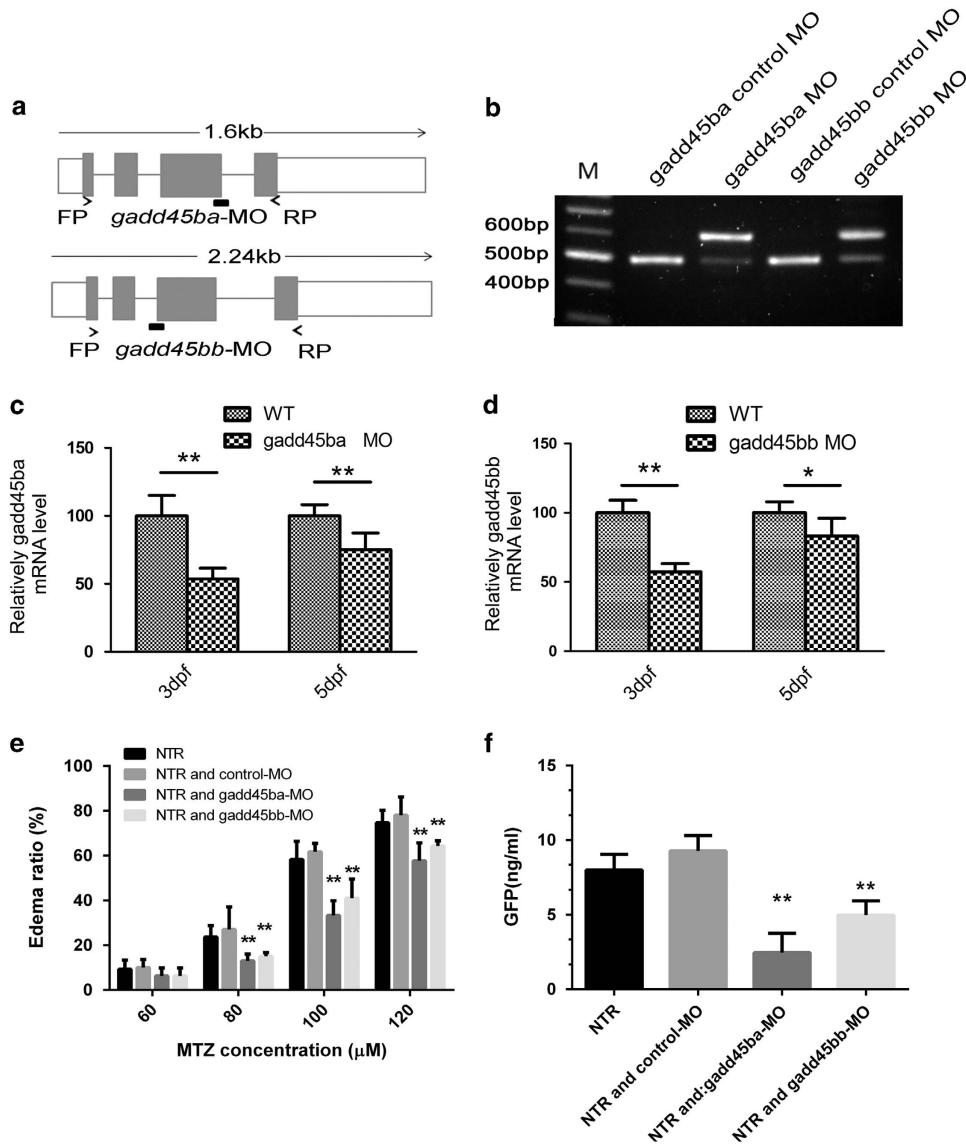 a
1.6kb
FP
gadd45ba-MO
RP
2.24kb
FP
gadd45bb-MO
RP
b
M
gadd45ba control MO
gadd45ba MO
gadd45bb control MO
gadd45bb MO
600bp
500bp
400bp
c
WT
gadd45ba MO
Relatively gadd45ba
mRNA level
150
100
50
0
**
**
3dpf
5dpf
d
WT
gadd45bb MO
Relatively gadd45bb
mRNA level
150
100
50
0
**
*
3dpf
5dpf
e
NTR
NTR and control-MO
NTR and gadd45ba-MO
NTR and gadd45bb-MO
Edema ratio (%)
100
80
60
40
20
0
**
**
**
**
**
**
60
80
100
120
MTZ concentration (μM)
f
GFP(ng/ml)
15
10
5
0
**
**
NTR
NTR and control-MO
NTR and:gadd45ba-MO
NTR and gadd45bb-MO